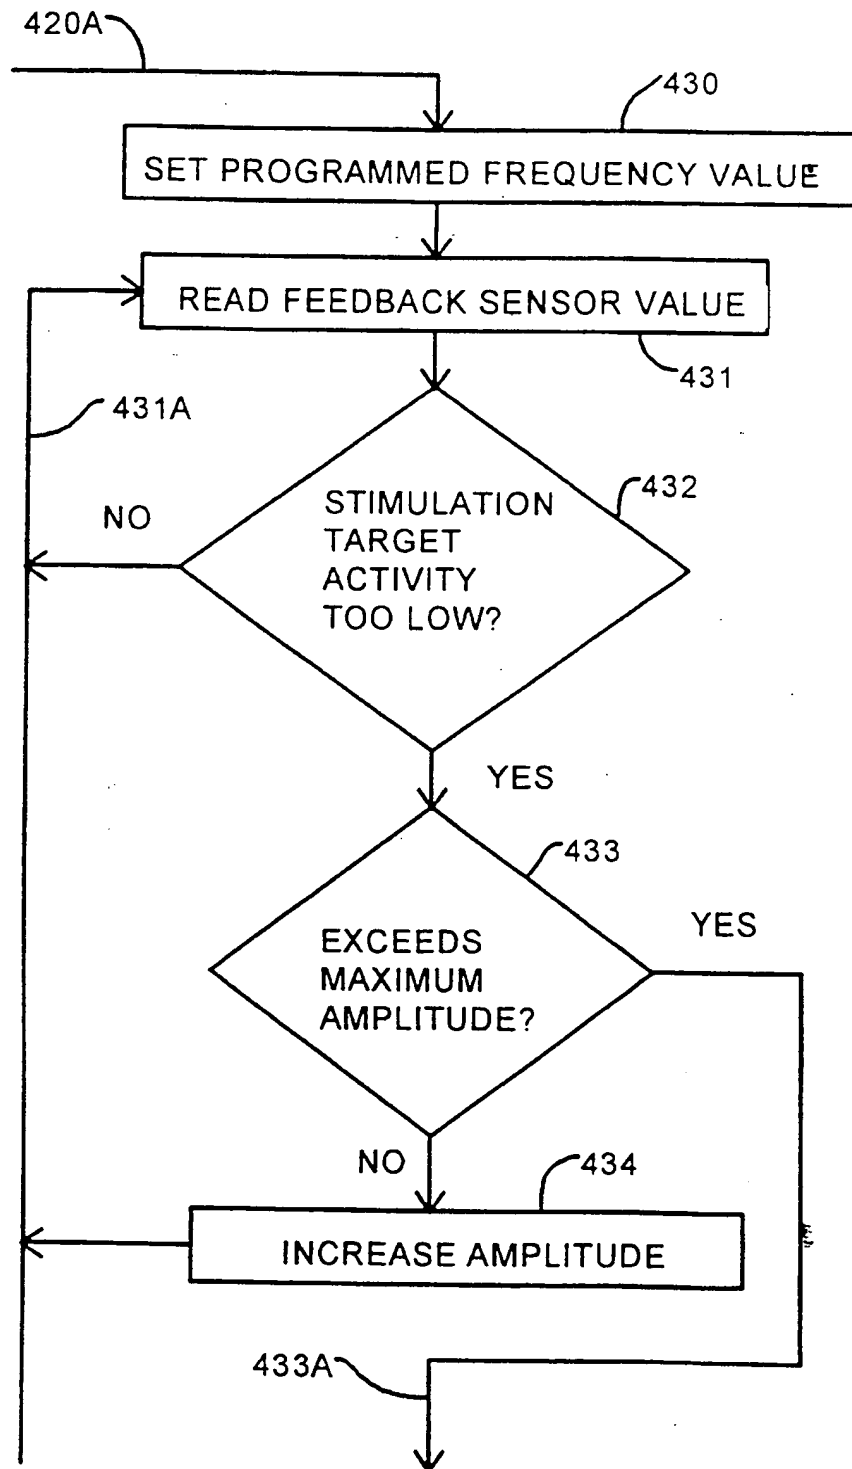 420A
430
SET PROGRAMMED FREQUENCY VALUE
READ FEEDBACK SENSOR VALUE
431
431A
432
STIMULATION
TARGET
ACTIVITY
TOO LOW?
NO
YES
433
YES
EXCEEDS
MAXIMUM
AMPLITUDE?
NO
434
INCREASE AMPLITUDE
433A